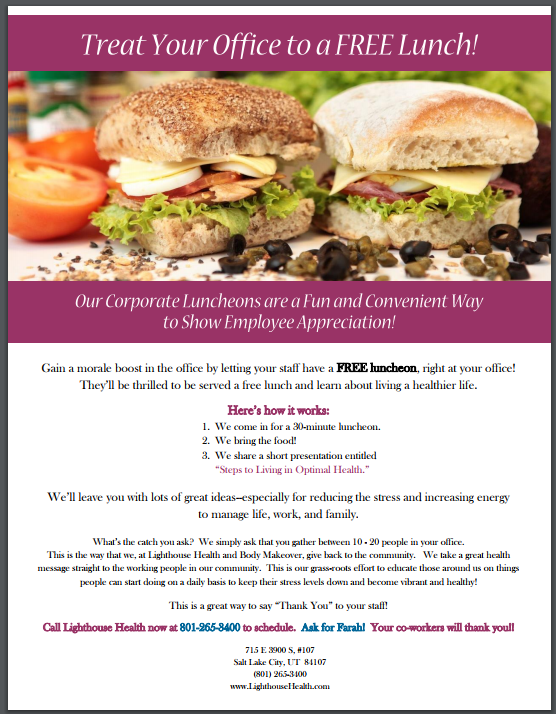 Treat Your Office to a FREE Lunch!
Our Corporate Luncheons are a Fun and Convenient Way
to Show Employee Appreciation!
Gain a morale boost in the office by letting your staff have a FREE luncheon, right at your office!
They'll be thrilled to be served a free lunch and learn about living a healthier life.
Here's how it works:
1. We come in for a 30-minute luncheon.
2. We bring the food!
3. We share a short presentation entitled
"Steps to Living in Optimal Health."
We'll leave you with lots of great ideas—especially for reducing the stress and increasing energy
to manage life, work, and family.
What's the catch you ask? We simply ask that you gather between 10 - 20 people in your office.
This is the way that we, at Lighthouse Health and Body Makeover, give back to the community. We take a great health
message straight to the working people in our community. This is our grass-roots effort to educate those around us on things
people can start doing on a daily basis to keep their stress levels down and become vibrant and healthy!
This is a great way to say "Thank You" to your staff!
Call Lighthouse Health now at 801-265-3400 to schedule. Ask for Farah! Your co-workers will thank you!!
715 E 3900 S, #107
Salt Lake City, UT 84107
(801) 265-3400
www.LighthouseHealth.com